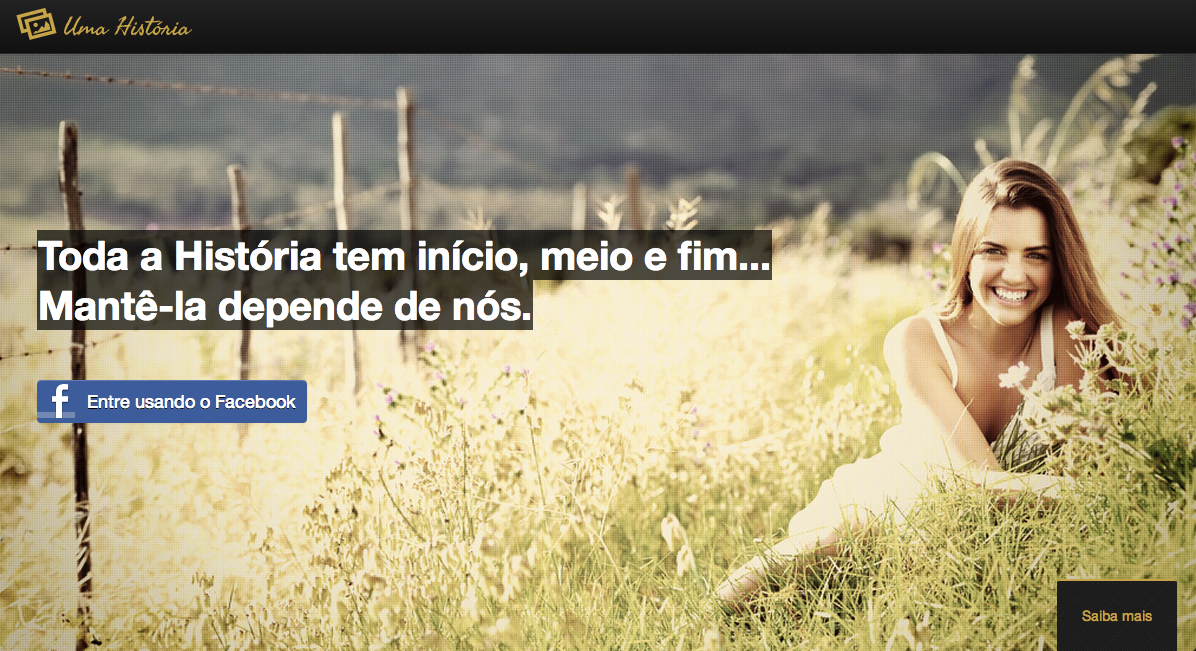 Uma História
Toda a História tem início, meio e fim...
Mantê-la depende de nós.
f Entre usando o Facebook
Saiba mais